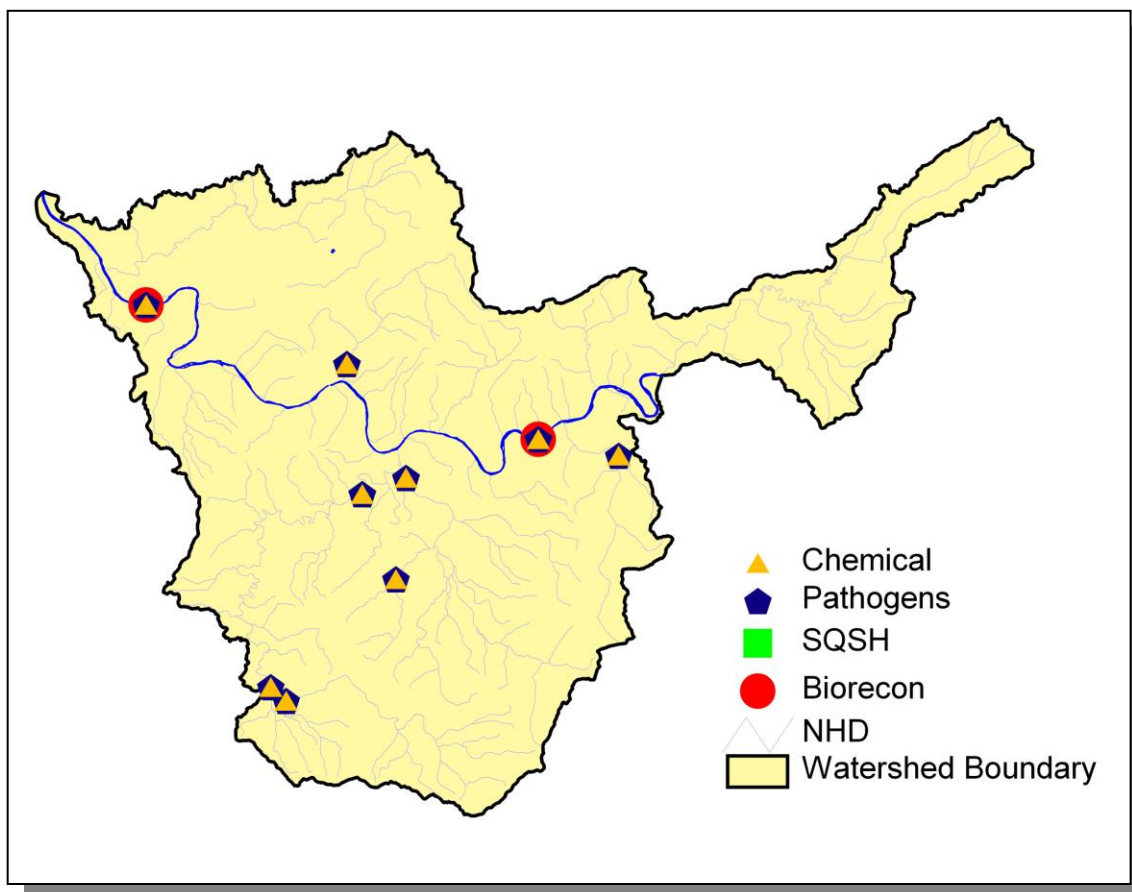 Chemical
Pathogens
SQSH
Biorecon
NHD
Watershed Boundary